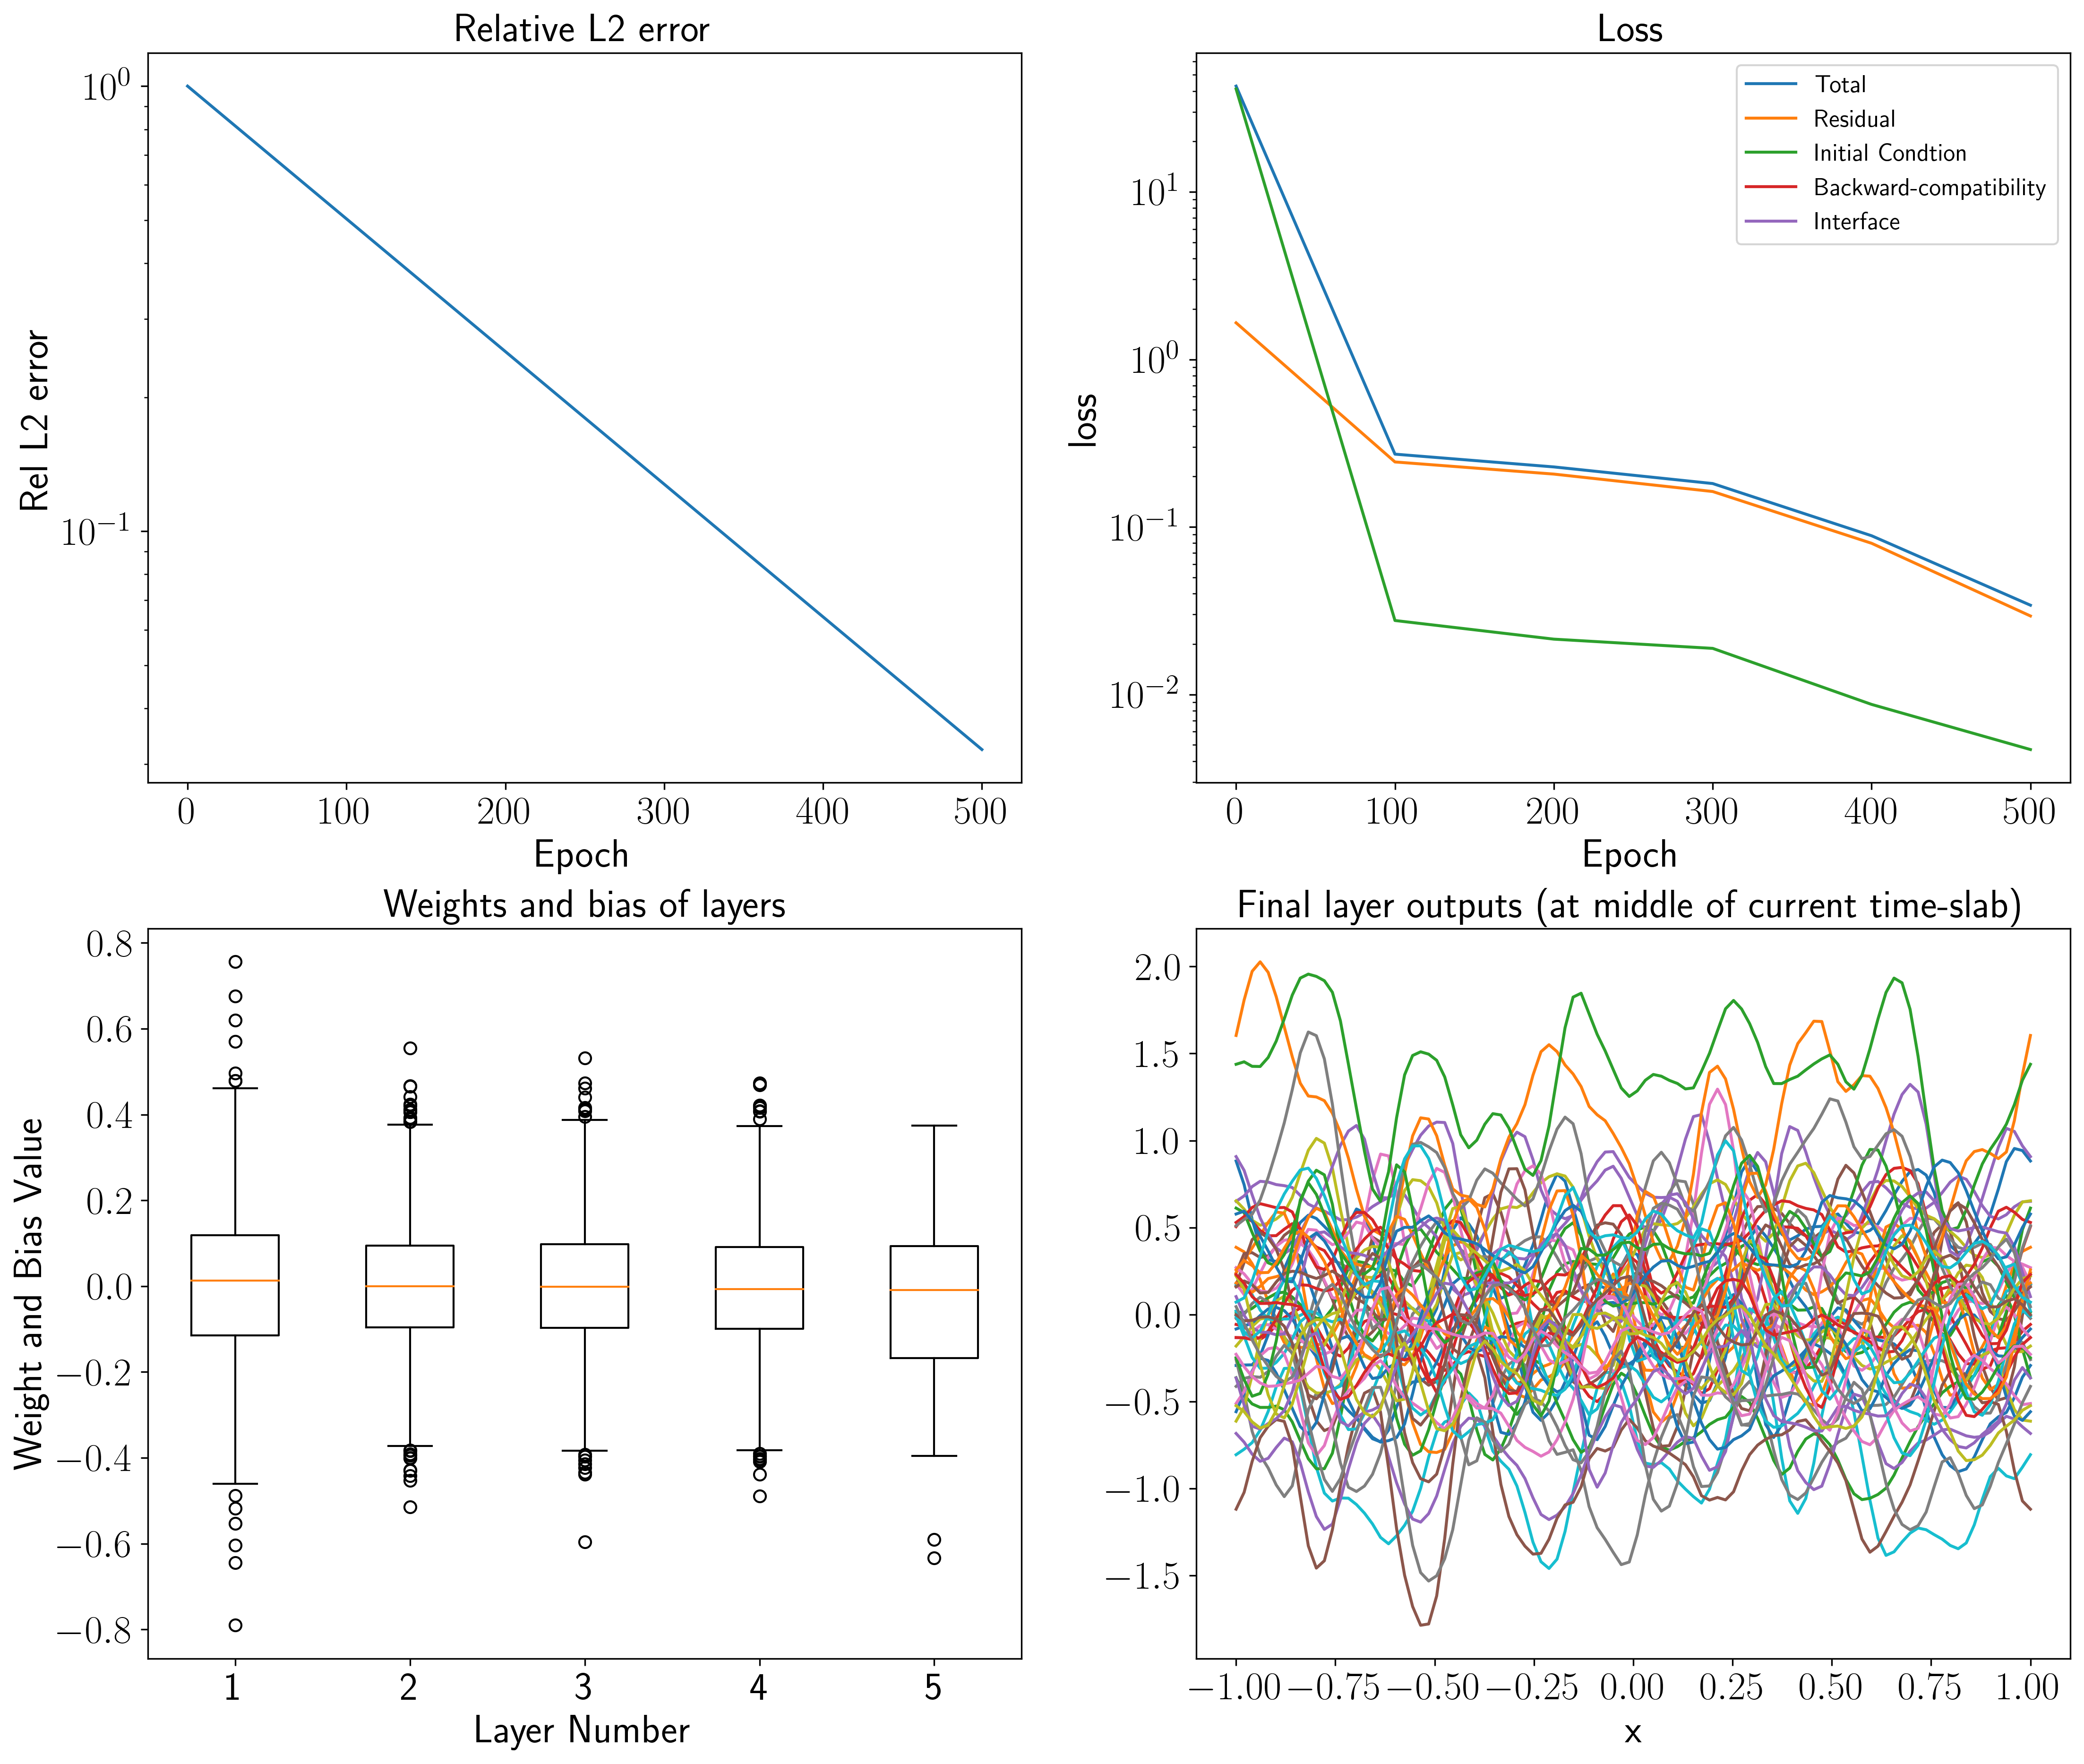 Relative L2 error
10^0
10^−1
Rel L2 error
0 100 200 300 400 500
Epoch
Loss
Total
Residual
Initial Condtion
Backward-compatibility
Interface
10^1
10^0
10^−1
10^−2
loss
0 100 200 300 400 500
Epoch
Weights and bias of layers
0.8
0.6
0.4
0.2
0.0
−0.2
−0.4
−0.6
−0.8
Weight and Bias Value
1 2 3 4 5
Layer Number
Final layer outputs (at middle of current time-slab)
2.0
1.5
1.0
0.5
0.0
−0.5
−1.0
−1.5
−1.00 −0.75 −0.50 −0.25 0.00 0.25 0.50 0.75 1.00
x